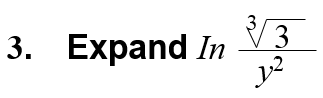 3. Expand In ∛3 / y²